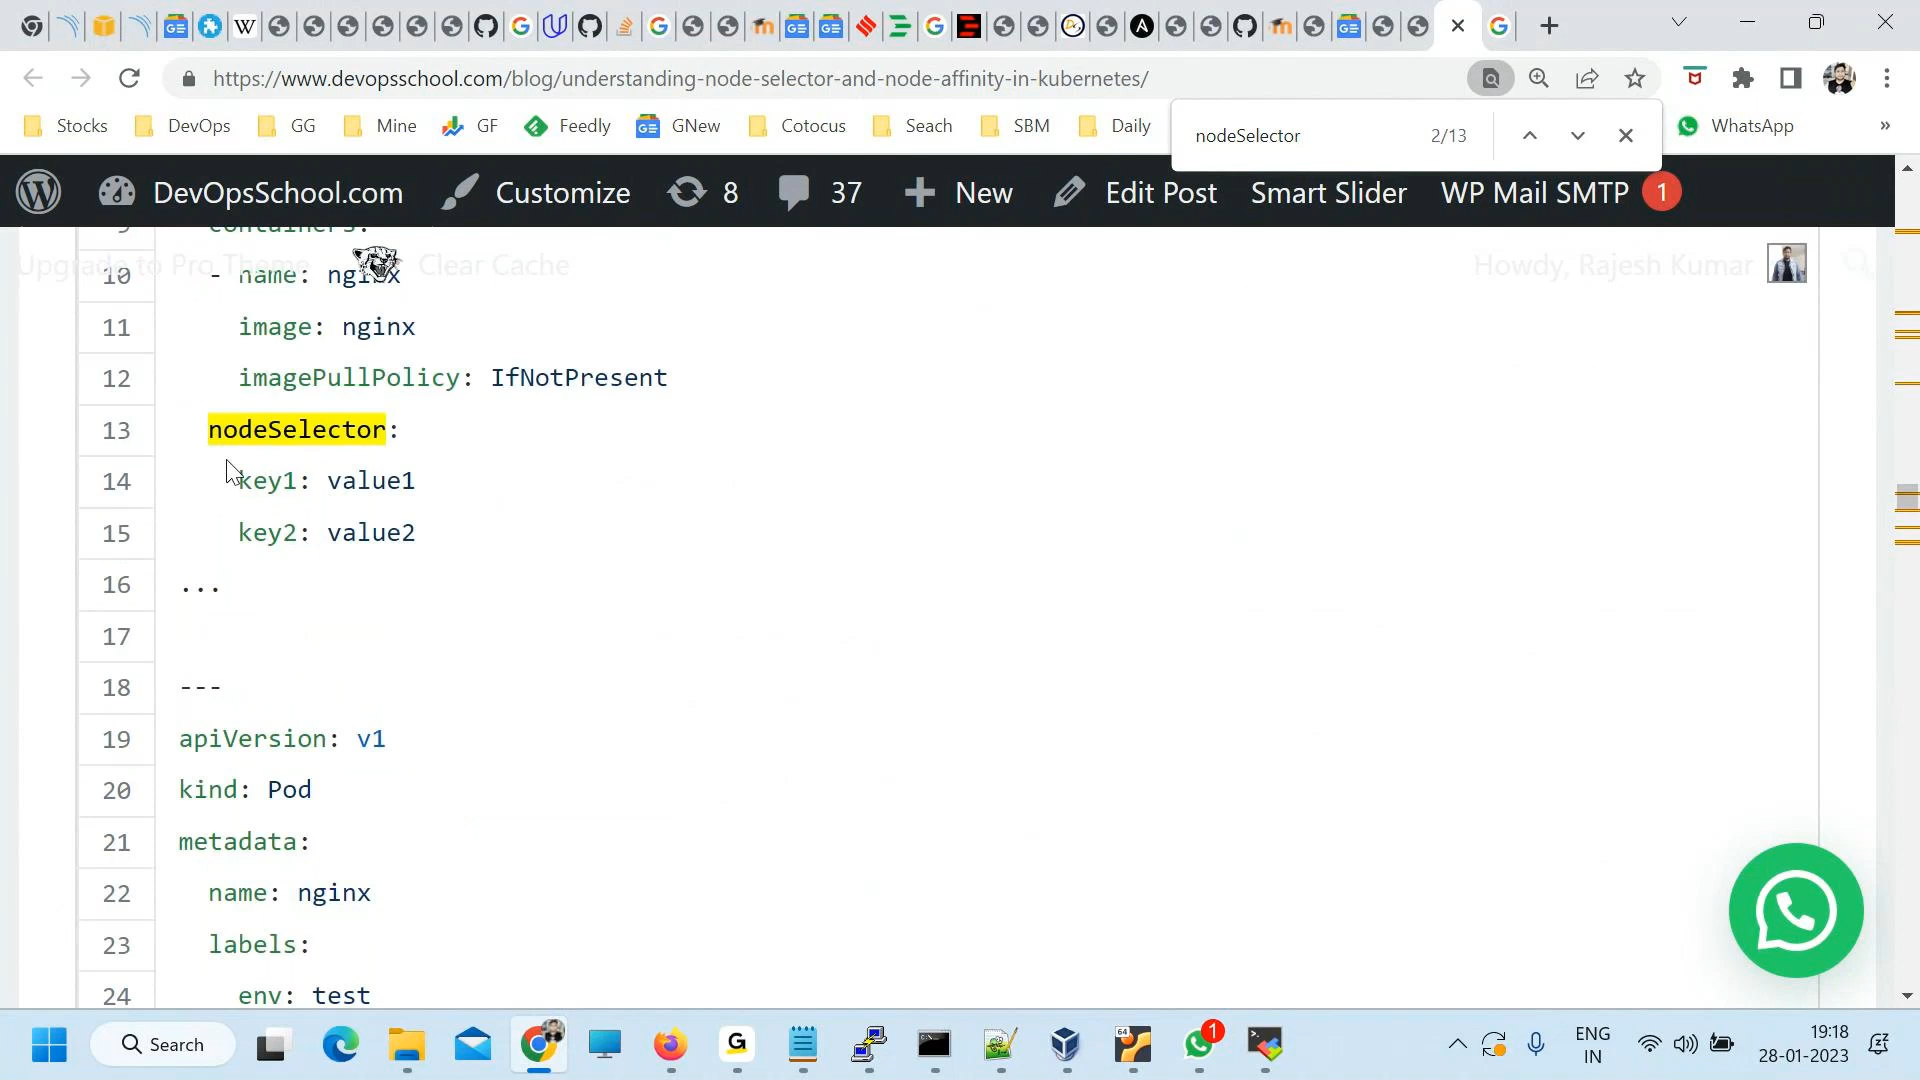 https://www.devopsschool.com/blog/understanding-node-selector-and-node-affinity-in-kubernetes/
Stocks DevOps GG Mine GF Feedly GNew Cotocus Seach SBM Daily WhatsApp »
nodeSelector 2/13
DevOpsSchool.com Customize 8 37 New Edit Post Smart Slider WP Mail SMTP 1
9 containers:
Upgrade to Pro Theme Clear Cache Howdy, Rajesh Kumar
10 - name: nginx
11 image: nginx
12 imagePullPolicy: IfNotPresent
13 nodeSelector:
14 key1: value1
15 key2: value2
16 ...
17
18 ---
19 apiVersion: v1
20 kind: Pod
21 metadata:
22 name: nginx
23 labels:
24 env: test
Search 64 1 ENG
IN
19:18
28-01-2023